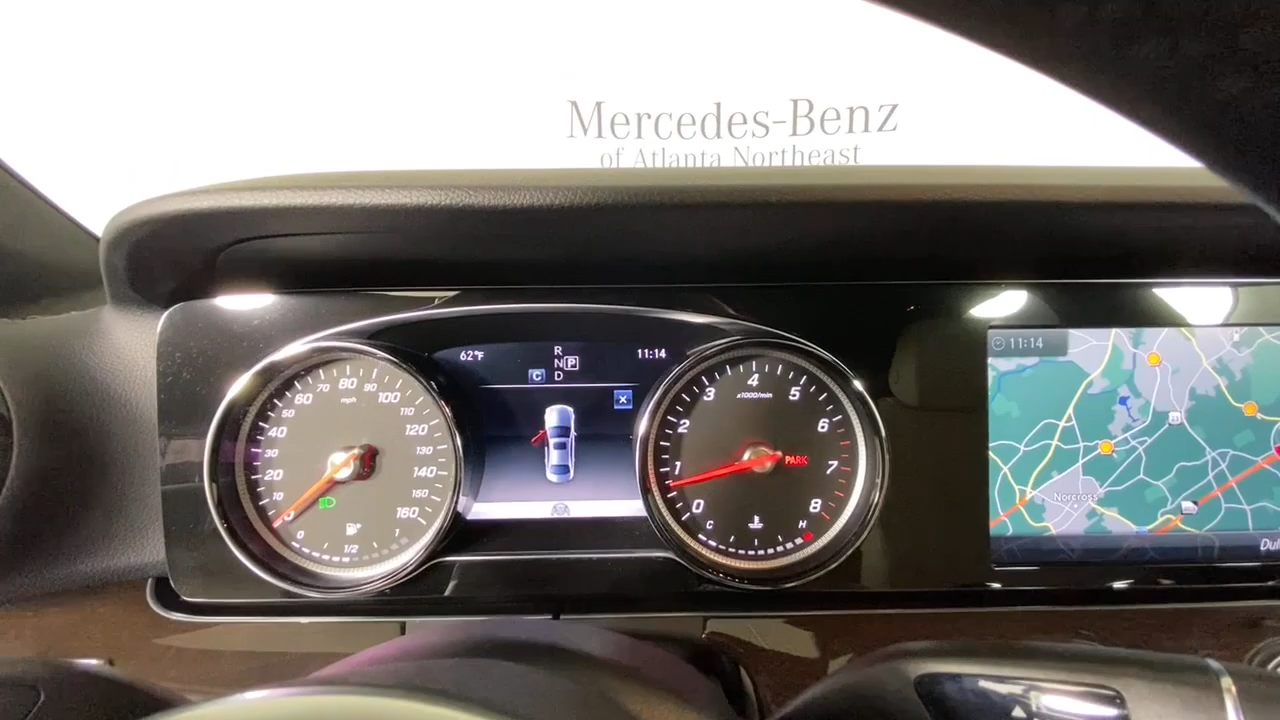 Mercedes-Benz
of Atlanta Northeast
62°F
R
N P
C D
11:14
x
0
10
20
30
40
50
60
70
80
90
100
110
120
130
140
150
160
mph
0
1/2
1
0
1
2
3
4
5
6
7
8
x1000/min
PARK
C
H
11:14
Norcross